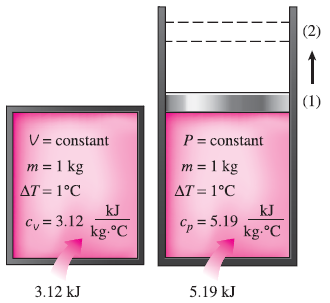 (2)
(1)
V = constant
m = 1 kg
ΔT = 1°C
c_v = 3.12 kJ/kg·°C
3.12 kJ
P = constant
m = 1 kg
ΔT = 1°C
c_p = 5.19 kJ/kg·°C
5.19 kJ